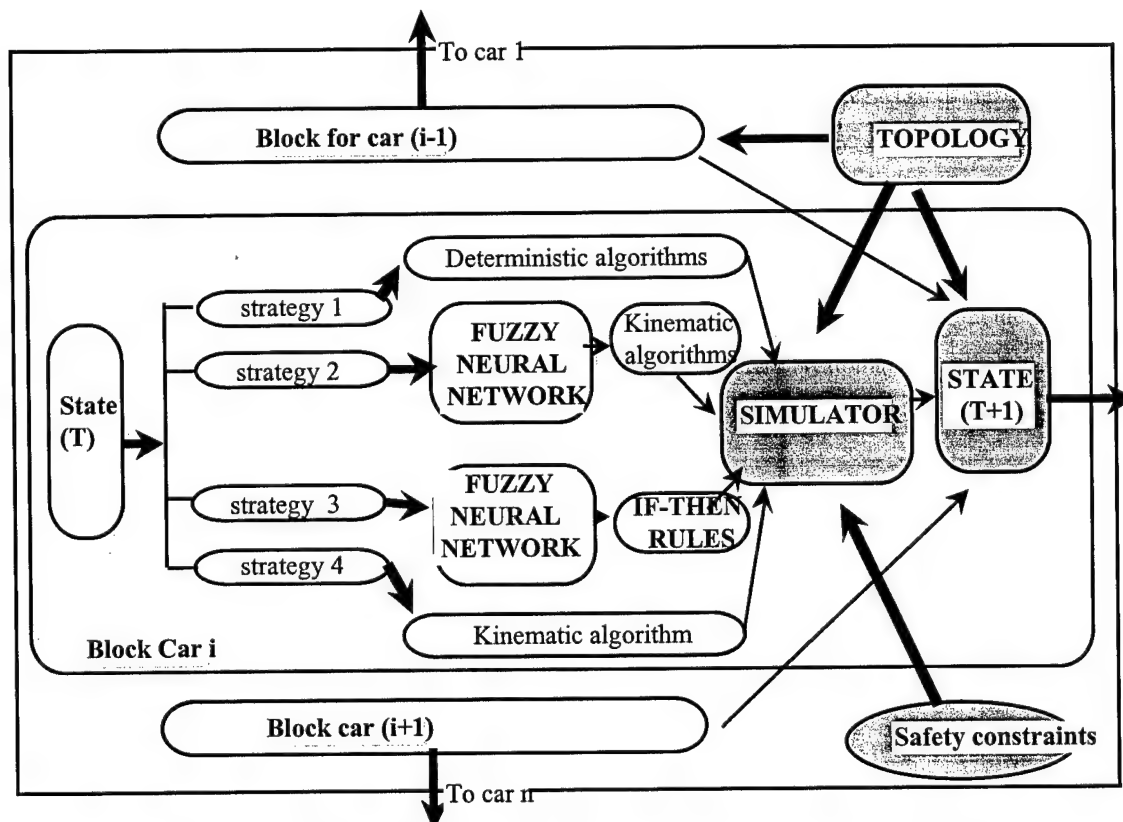 To car 1
Block for car (i-1)
TOPOLOGY
Deterministic algorithms
strategy 1
FUZZY
NEURAL
NETWORK
Kinematic
algorithms
strategy 2
State
(T)
SIMULATOR
STATE
(T+1)
strategy 3
FUZZY
NEURAL
NETWORK
IF-THEN
RULES
strategy 4
Kinematic algorithm
Block Car i
Block car (i+1)
Safety constraints
To car n